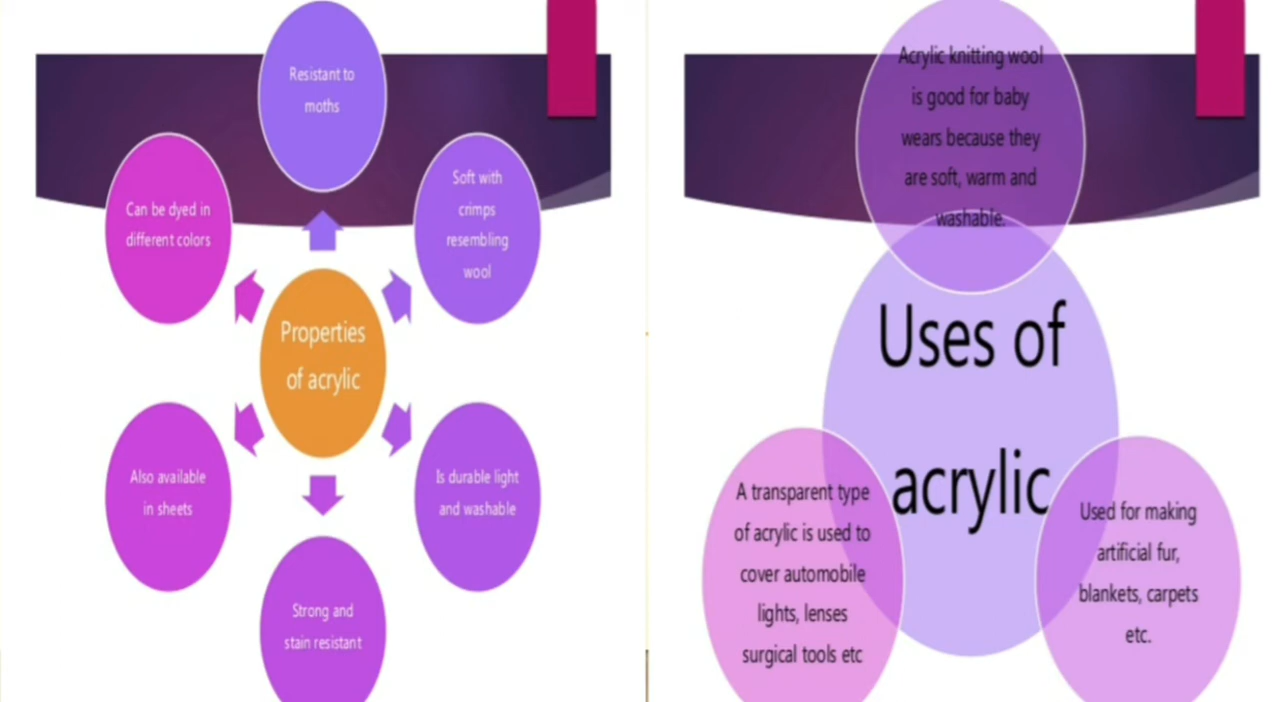 Resistant to
moths
Soft with
crimps
resembling
wool
Can be dyed in
different colors
Properties
of acrylic
Also available
in sheets
Is durable light
and washable
Strong and
stain resistant
Acrylic knitting wool
is good for baby
wears because they
are soft, warm and
washable.
Uses of
acrylic
A transparent type
of acrylic is used to
cover automobile
lights, lenses
surgical tools etc
Used for making
artificial fur,
blankets, carpets
etc.